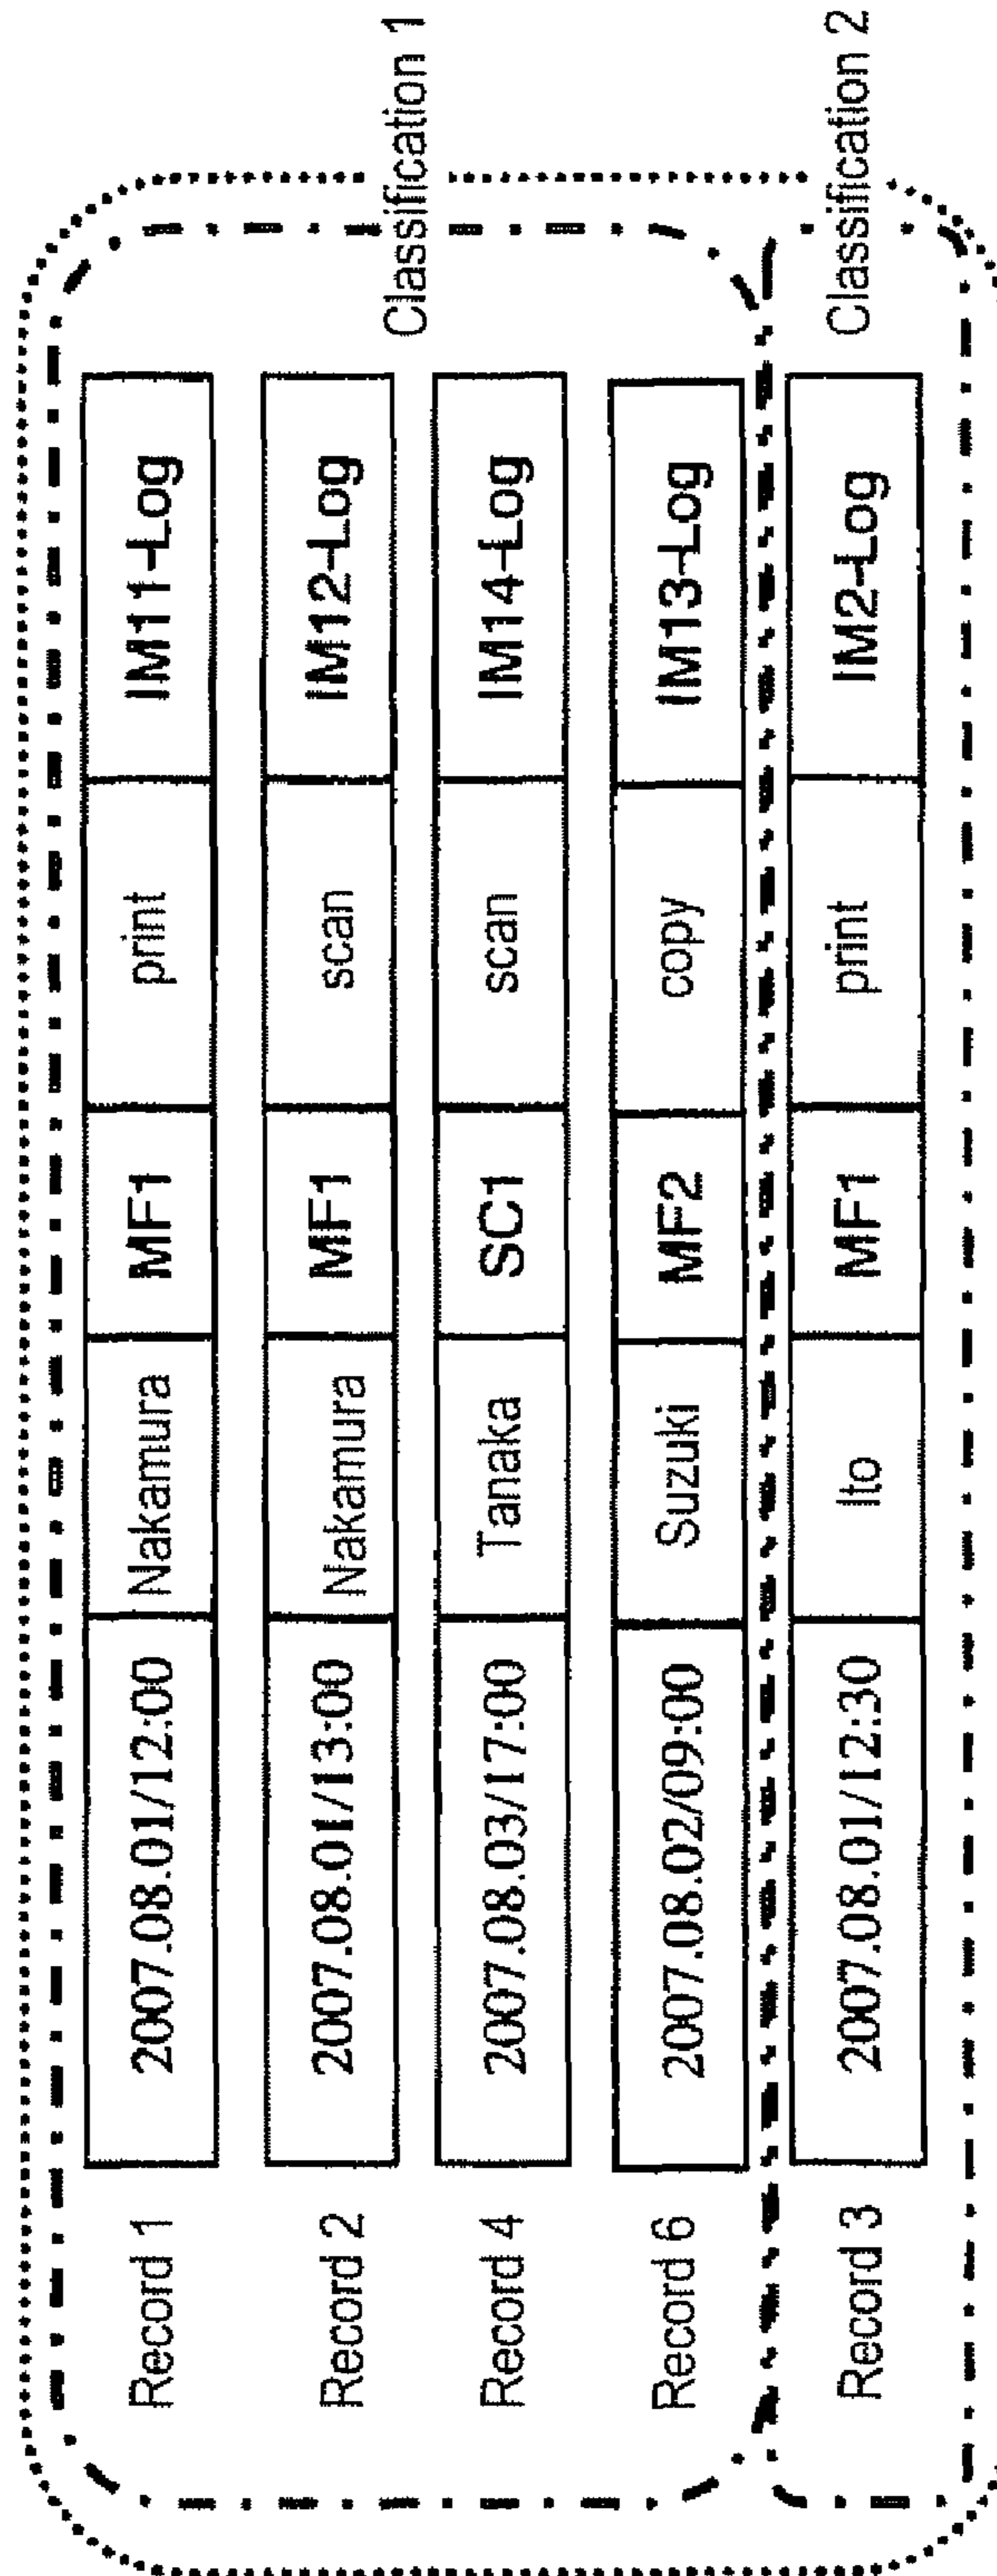 Record 1 2007.08.01/12:00 Nakamura MF1 print IM11-Log
Record 2 2007.08.01/13:00 Nakamura MF1 scan IM12-Log
Record 4 2007.08.03/17:00 Tanaka SC1 scan IM14-Log
Classification 1
Record 6 2007.08.02/09:00 Suzuki MF2 copy IM13-Log
Record 3 2007.08.01/12:30 Ito MF1 print IM2-Log
Classification 2